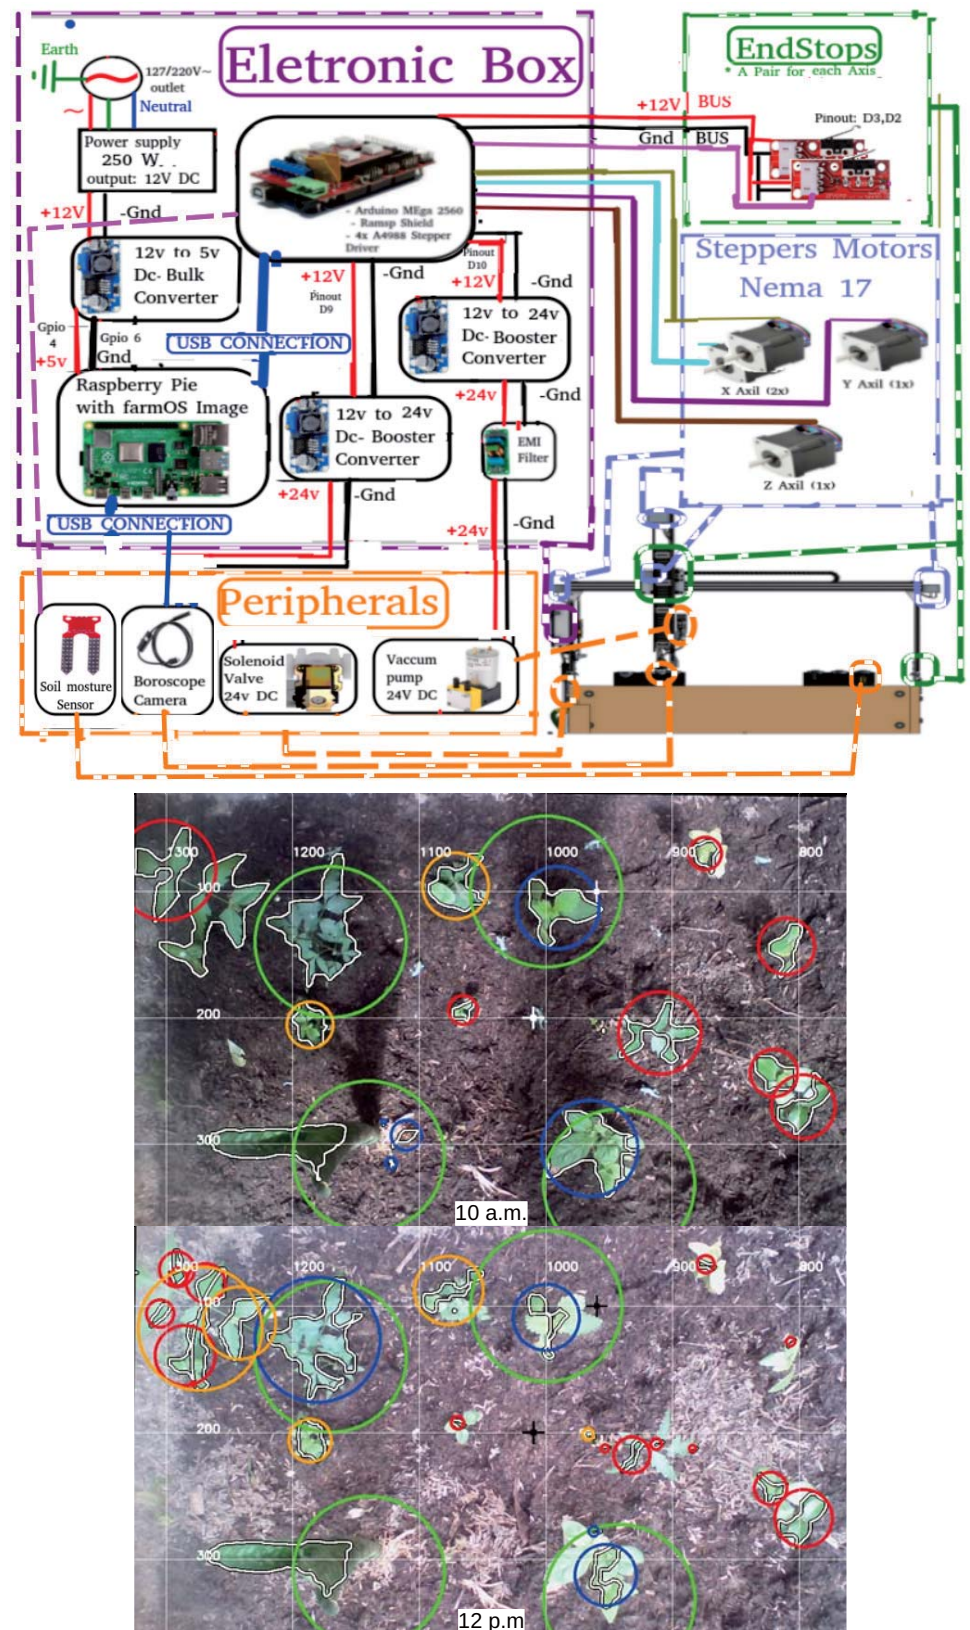 Eletronic Box
Earth
127/220V~
outlet
~
Neutral
Power supply
250 W
output: 12V DC
+12V
-Gnd
12v to 5v
Dc- Bulk
Converter
Gpio
4
Gpio 6
+5v
Gnd
Raspberry Pie
with farmOS Image
USB CONNECTION
USB CONNECTION
- Arduino MEga 2560
- Ramsp Shield
- 4x A4988 Stepper
Driver
+12V
Pinout
D9
-Gnd
Pinout
D10
+12V
-Gnd
12v to 24v
Dc- Booster
Converter
+24v
-Gnd
12v to 24v
Dc- Booster
Converter
+24v
-Gnd
EMI
Filter
+24v
-Gnd
+12V BUS
Gnd BUS
EndStops
* A Pair for each Axis
Pinout: D3,D2
Steppers Motors
Nema 17
X Axil (2x)
Y Axil (1x)
Z Axil (1x)
Peripherals
Soil mosture
Sensor
Boroscope
Camera
Solenoid
Valve
24v DC
Vaccum
pump
24V DC
1300 1200 1100 1000 900 800
100
200
300
10 a.m.
1300 1200 1100 1000 900 800
100
200
300
12 p.m